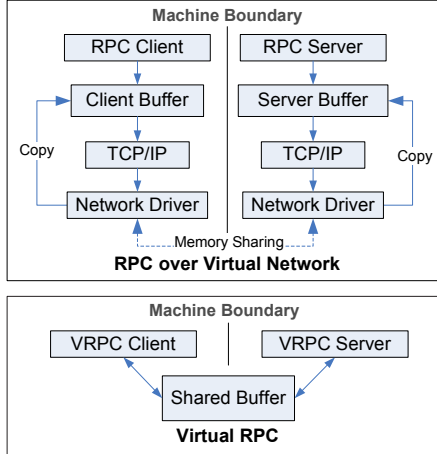 Machine Boundary
RPC Client
RPC Server
Client Buffer
Server Buffer
Copy
TCP/IP
TCP/IP
Copy
Network Driver
Network Driver
Memory Sharing
RPC over Virtual Network
Machine Boundary
VRPC Client
VRPC Server
Shared Buffer
Virtual RPC